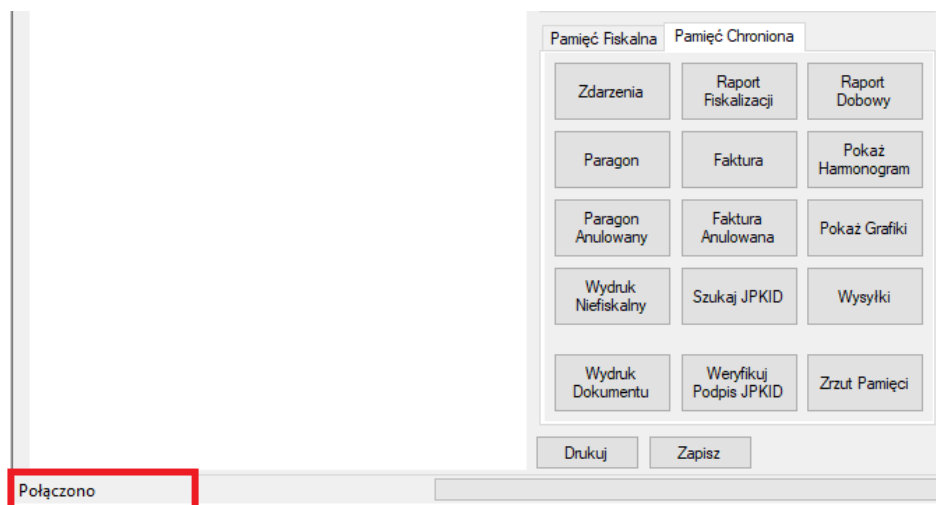 Pamięć Fiskalna Pamięć Chroniona
Zdarzenia
Raport
Fiskalizacji
Raport
Dobowy
Paragon
Faktura
Pokaż
Harmonogram
Paragon
Anulowany
Faktura
Anulowana
Pokaż Grafiki
Wydruk
Niefiskalny
Szukaj JPKID
Wysyłki
Wydruk
Dokumentu
Weryfikuj
Podpis JPKID
Zrzut Pamięci
Drukuj
Zapisz
Połączono